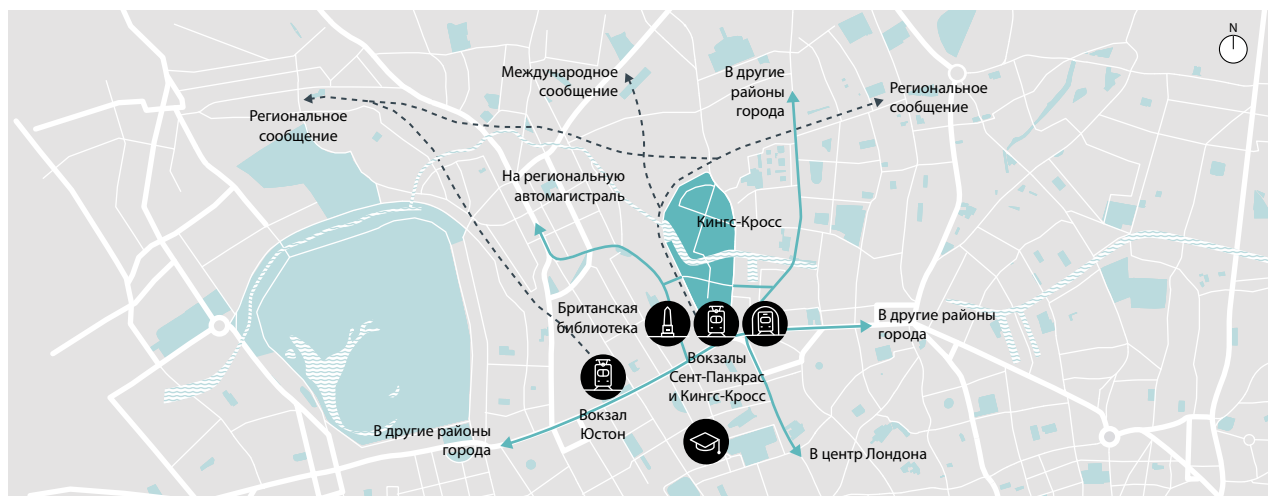 N
Международное
сообщение
В другие
районы
города
Региональное
сообщение
Региональное
сообщение
На региональную
автомагистраль
Кингс-Кросс
Британская
библиотека
В другие районы
города
Вокзалы
Сент-Панкрас
и Кингс-Кросс
Вокзал
Юстон
В другие районы
города
В центр Лондона